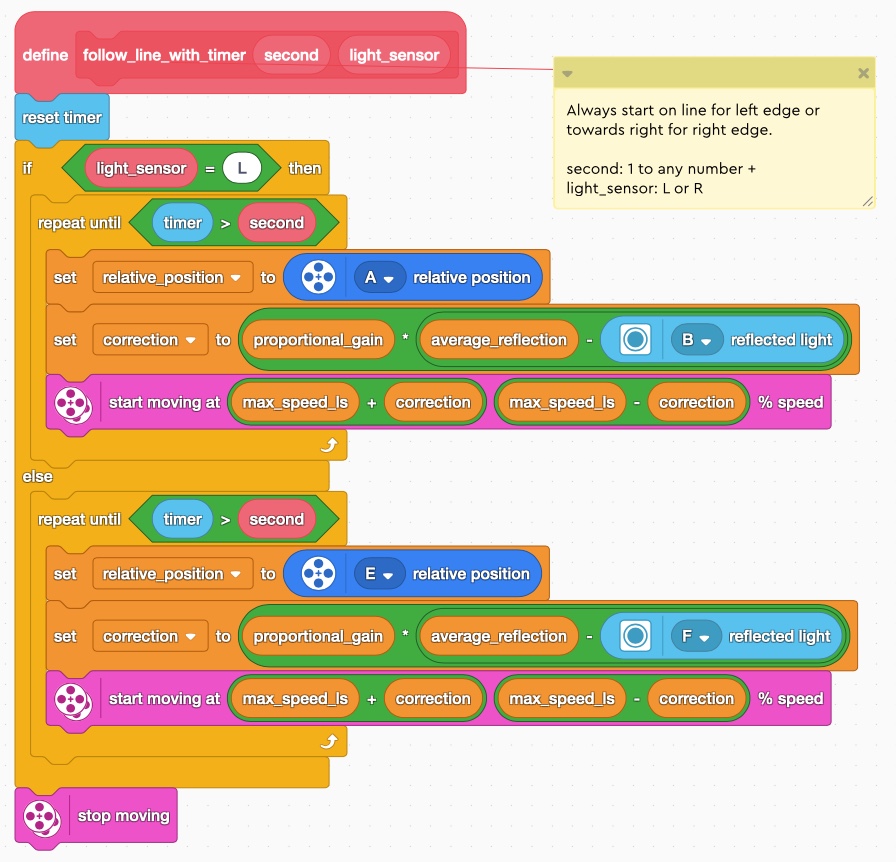 define follow_line_with_timer second light_sensor
reset timer
Always start on line for left edge or
towards right for right edge.
second: 1 to any number +
light_sensor: L or R
if light_sensor = L then
repeat until timer > second
set relative_position to A relative position
set correction to proportional_gain * average_reflection - B reflected light
start moving at max_speed_ls + correction max_speed_ls - correction % speed
else
repeat until timer > second
set relative_position to E relative position
set correction to proportional_gain * average_reflection - F reflected light
start moving at max_speed_ls + correction max_speed_ls - correction % speed
stop moving